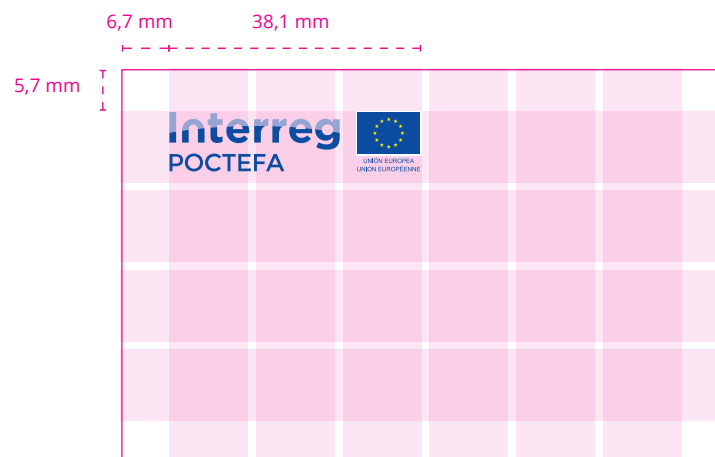 6,7 mm
38,1 mm
5,7 mm
Interreg
POCTEFA
UNIÓN EUROPEA
UNION EUROPÉENNE